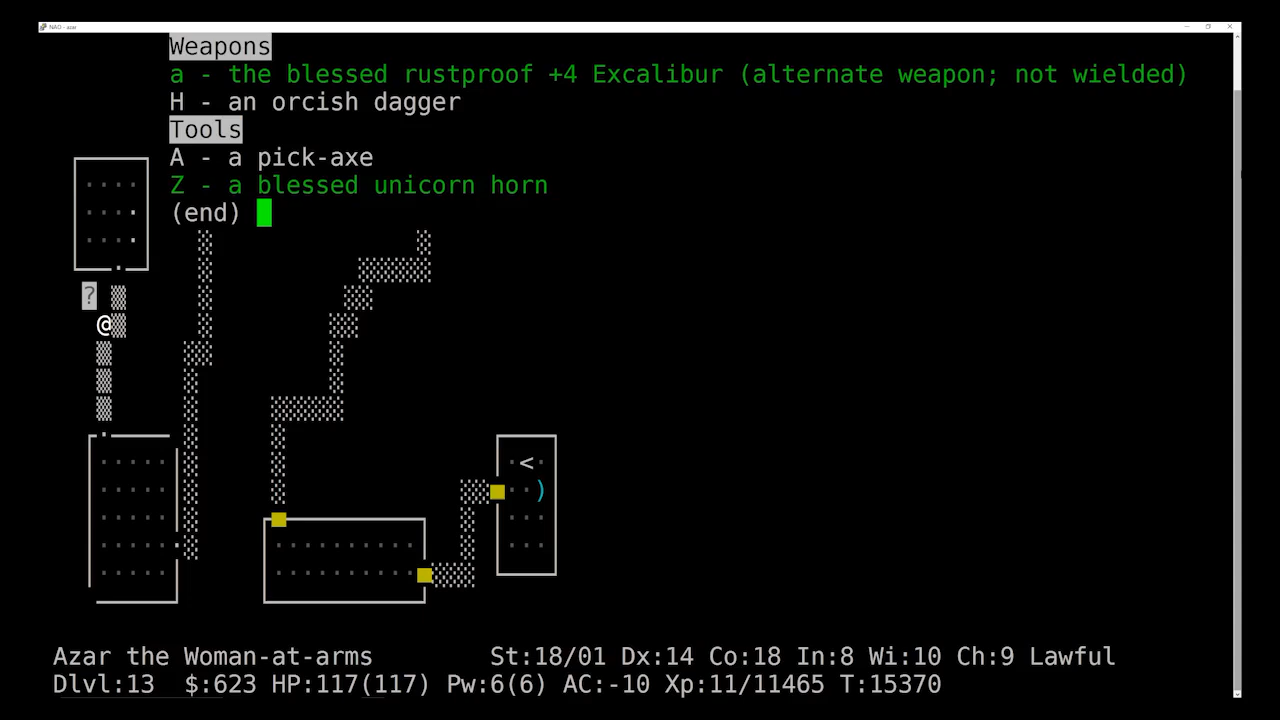 NAO - azar
Weapons
a - the blessed rustproof +4 Excalibur (alternate weapon; not wielded)
H - an orcish dagger
Tools
A - a pick-axe
Z - a blessed unicorn horn
(end)
?
@
<
)
Azar the Woman-at-arms St:18/01 Dx:14 Co:18 In:8 Wi:10 Ch:9 Lawful
Dlvl:13 $:623 HP:117(117) Pw:6(6) AC:-10 Xp:11/11465 T:15370